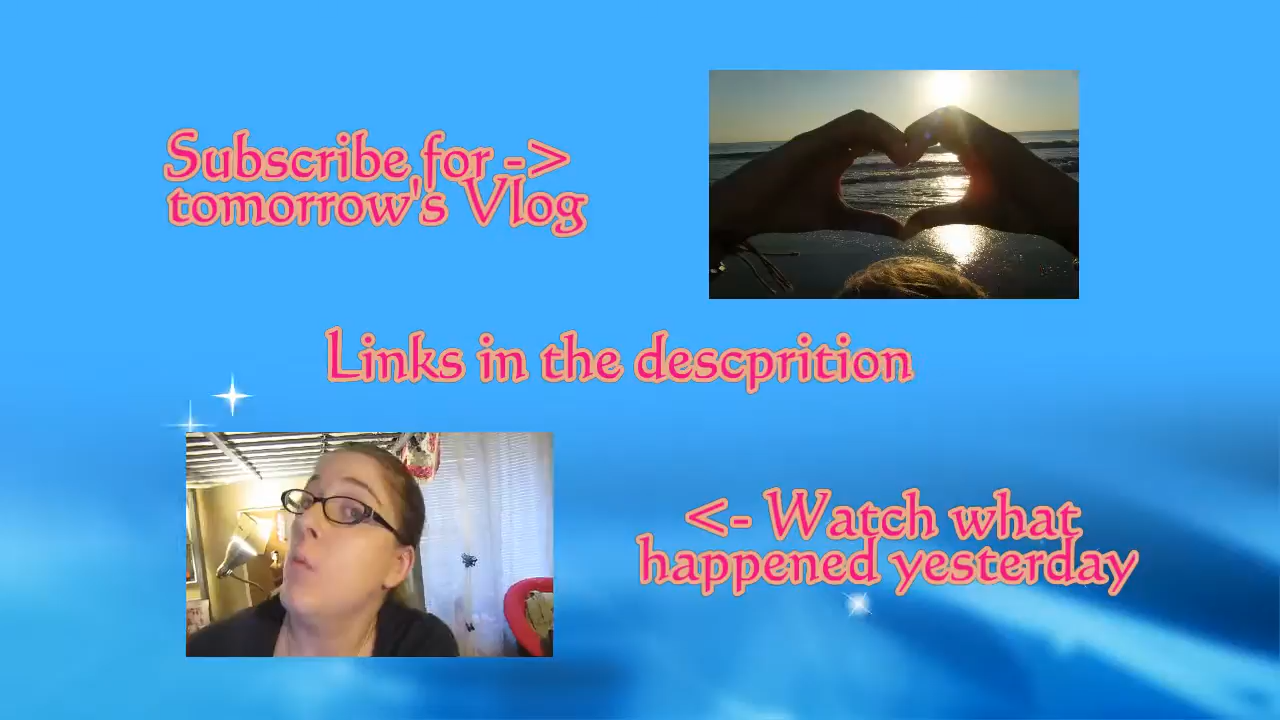 Subscribe for ->
tomorrow's Vlog
Links in the descprition
<- Watch what
happened yesterday